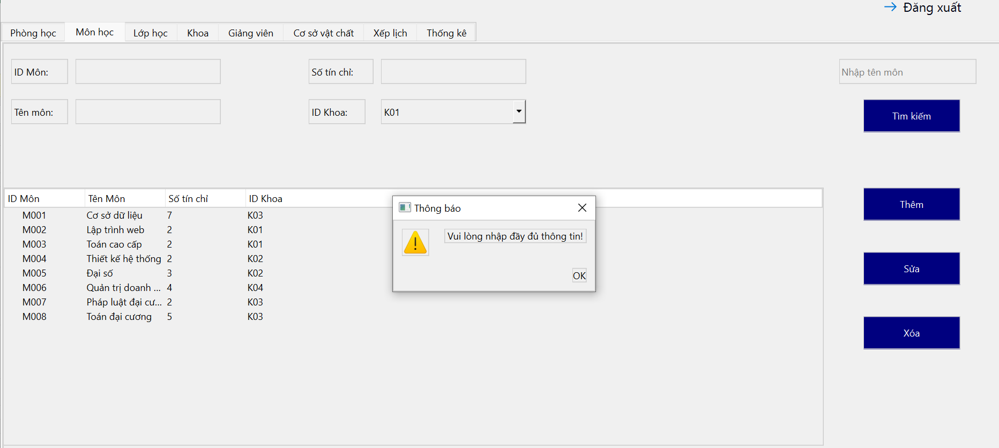 Đăng xuất
Phòng học Môn học Lớp học Khoa Giảng viên Cơ sở vật chất Xếp lịch Thống kê
ID Môn: Số tín chỉ: Nhập tên môn
Tên môn: ID Khoa: K01
Tìm kiếm
ID Môn Tên Môn Số tín chỉ ID Khoa
M001 Cơ sở dữ liệu 7 K03
M002 Lập trình web 2 K01
M003 Toán cao cấp 2 K01
M004 Thiết kế hệ thống 2 K02
M005 Đại số 3 K02
M006 Quản trị doanh ... 4 K04
M007 Pháp luật đại cư... 2 K03
M008 Toán đại cương 5 K03
Thông báo
Vui lòng nhập đầy đủ thông tin!
OK
Thêm
Sửa
Xóa